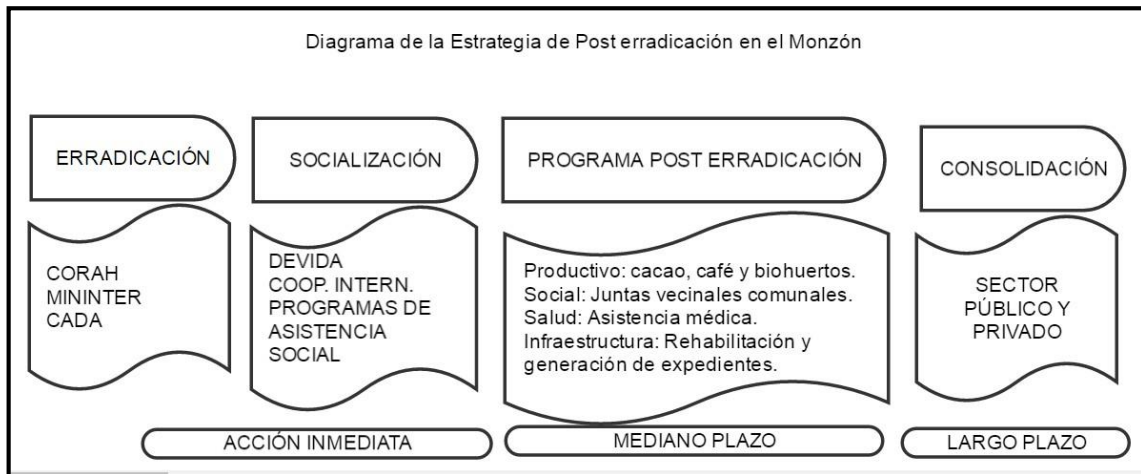 Diagrama de la Estrategia de Post erradicación en el Monzón
ERRADICACIÓN
SOCIALIZACIÓN
PROGRAMA POST ERRADICACIÓN
CONSOLIDACIÓN
CORAH
MININTER
CADA
DEVIDA
COOP. INTERN.
PROGRAMAS DE
ASISTENCIA
SOCIAL
Productivo: cacao, café y biohuertos.
Social: Juntas vecinales comunales.
Salud: Asistencia médica.
Infraestructura: Rehabilitación y
generación de expedientes.
SECTOR
PÚBLICO Y
PRIVADO
ACCIÓN INMEDIATA
MEDIANO PLAZO
LARGO PLAZO